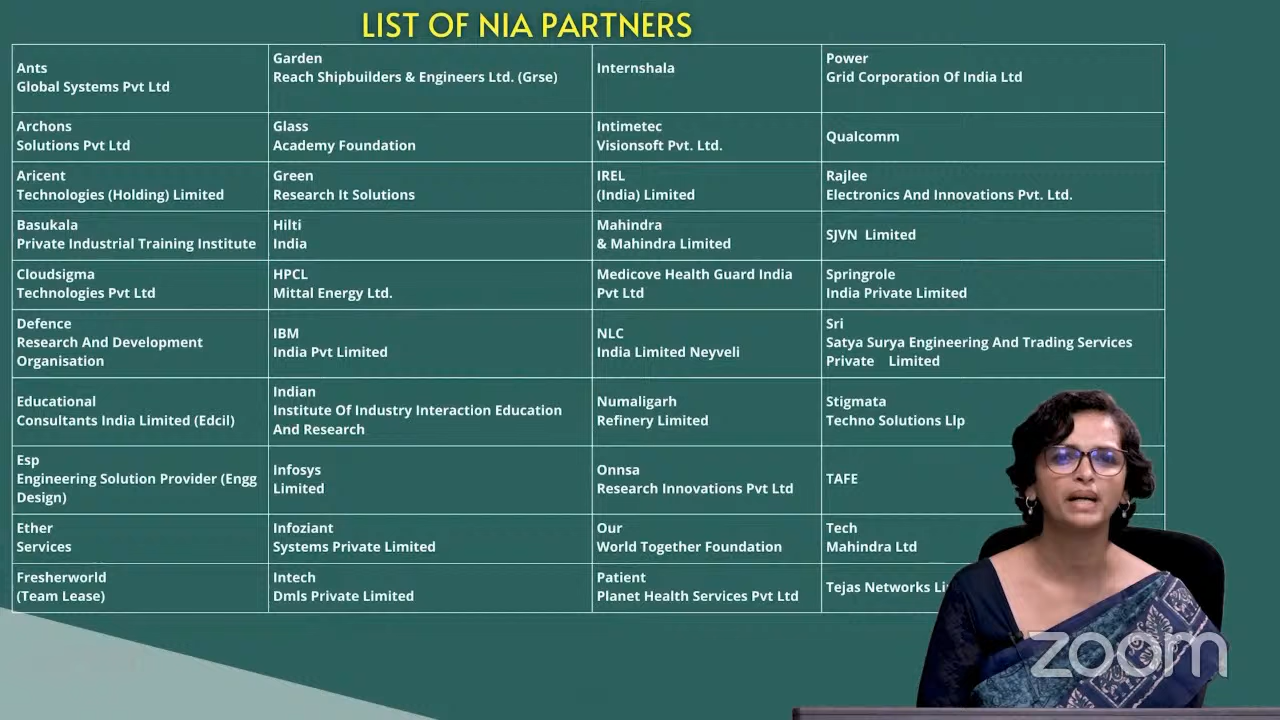 LIST OF NIA PARTNERS
Ants
Global Systems Pvt Ltd
Garden
Reach Shipbuilders & Engineers Ltd. (Grse)
Internshala
Power
Grid Corporation Of India Ltd
Archons
Solutions Pvt Ltd
Glass
Academy Foundation
Intimetec
Visionsoft Pvt. Ltd.
Qualcomm
Aricent
Technologies (Holding) Limited
Green
Research It Solutions
IREL
(India) Limited
Rajlee
Electronics And Innovations Pvt. Ltd.
Basukala
Private Industrial Training Institute
Hilti
India
Mahindra
& Mahindra Limited
SJVN Limited
Cloudsigma
Technologies Pvt Ltd
HPCL
Mittal Energy Ltd.
Medicove Health Guard India
Pvt Ltd
Springrole
India Private Limited
Defence
Research And Development
Organisation
IBM
India Pvt Limited
NLC
India Limited Neyveli
Sri
Satya Surya Engineering And Trading Services
Private Limited
Educational
Consultants India Limited (Edcil)
Indian
Institute Of Industry Interaction Education
And Research
Numaligarh
Refinery Limited
Stigmata
Techno Solutions Llp
Esp
Engineering Solution Provider (Engg
Design)
Infosys
Limited
Onnsa
Research Innovations Pvt Ltd
TAFE
Ether
Services
Infoziant
Systems Private Limited
Our
World Together Foundation
Tech
Mahindra Ltd
Fresherworld
(Team Lease)
Intech
Dmls Private Limited
Patient
Planet Health Services Pvt Ltd
Tejas Networks
zoom